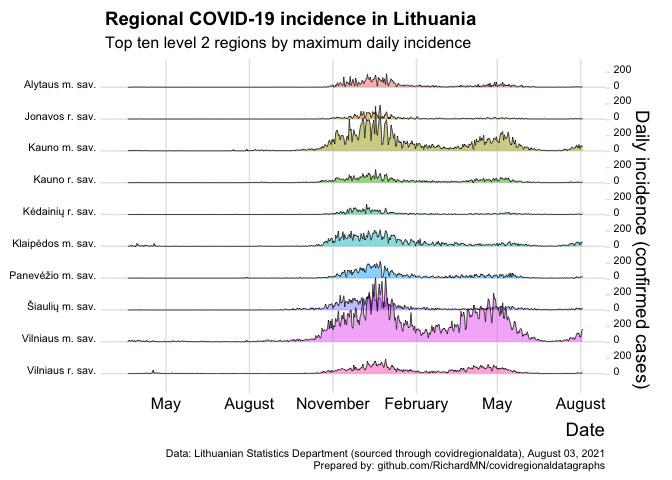 Regional COVID-19 incidence in Lithuania
Top ten level 2 regions by maximum daily incidence
Alytaus m. sav.
Jonavos r. sav.
Kauno m. sav.
Kauno r. sav.
Kėdainių r. sav.
Klaipėdos m. sav.
Panevėžio m. sav.
Šiaulių m. sav.
Vilniaus m. sav.
Vilniaus r. sav.
200
0
200
0
200
0
200
0
200
0
200
0
200
0
200
0
200
0
200
0
Daily incidence (confirmed cases)
May August November February May August
Date
Data: Lithuanian Statistics Department (sourced through covidregionaldata), August 03, 2021
Prepared by: github.com/RichardMN/covidregionaldatagraphs